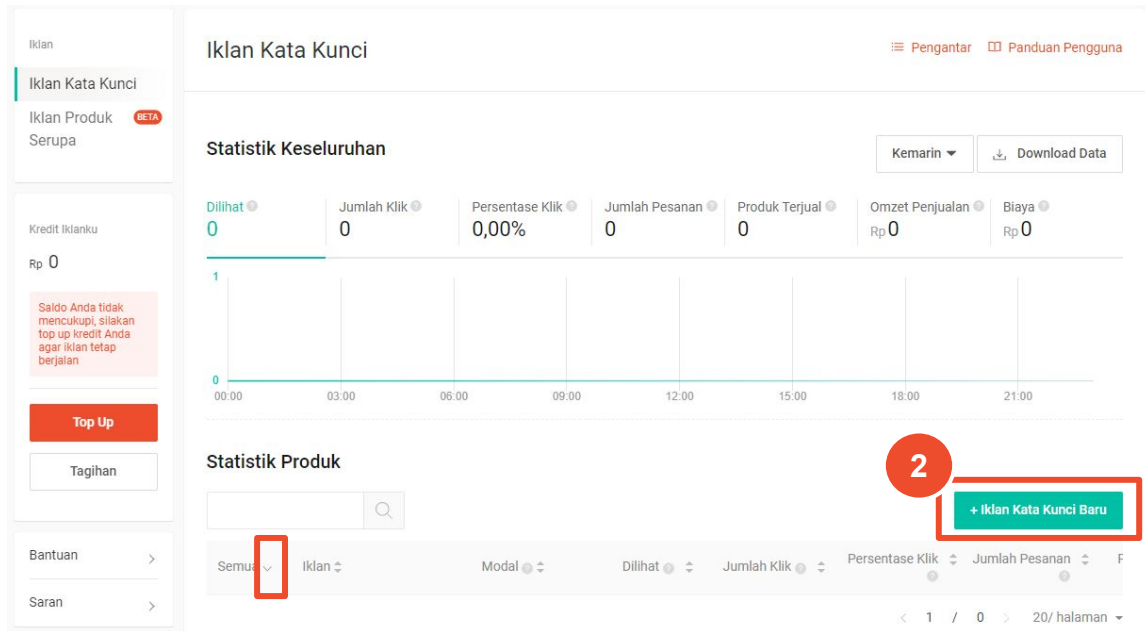 Iklan
Iklan Kata Kunci
Iklan Produk BETA
Serupa
Kredit Iklanku
Rp 0
Saldo Anda tidak
mencukupi, silakan
top up kredit Anda
agar iklan tetap
berjalan
Top Up
Tagihan
Bantuan
Saran
Iklan Kata Kunci
Pengantar Panduan Pengguna
Statistik Keseluruhan
Kemarin Download Data
Dilihat Jumlah Klik Persentase Klik Jumlah Pesanan Produk Terjual Omzet Penjualan Biaya
0 0 0,00% 0 0 Rp 0 Rp 0
1
0
00:00 03:00 06:00 09:00 12:00 15:00 18:00 21:00
Statistik Produk
2
+ Iklan Kata Kunci Baru
Semua Iklan Modal Dilihat Jumlah Klik Persentase Klik Jumlah Pesanan
1 / 0 20/ halaman